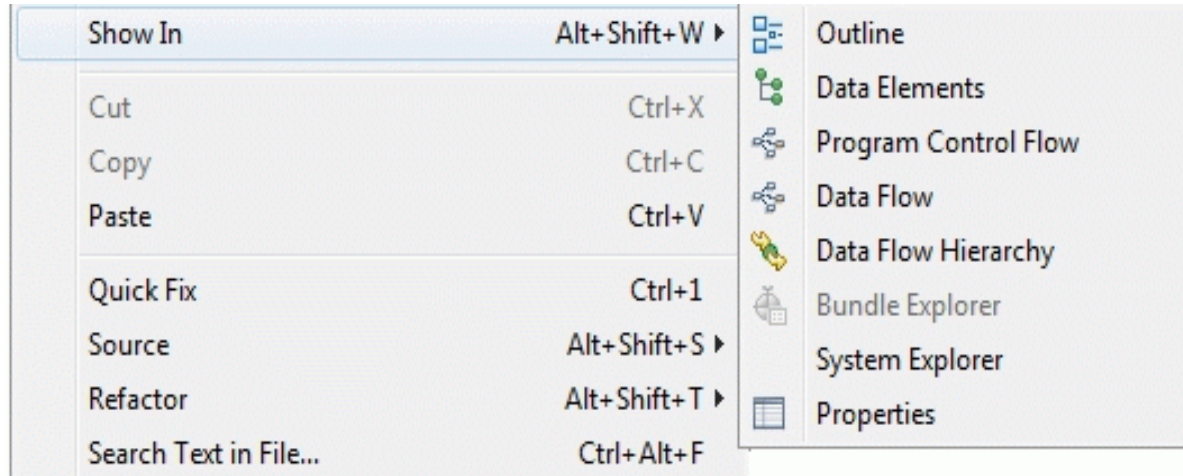 Show In Alt+Shift+W
Cut Ctrl+X
Copy Ctrl+C
Paste Ctrl+V
Quick Fix Ctrl+1
Source Alt+Shift+S
Refactor Alt+Shift+T
Search Text in File... Ctrl+Alt+F
Outline
Data Elements
Program Control Flow
Data Flow
Data Flow Hierarchy
Bundle Explorer
System Explorer
Properties